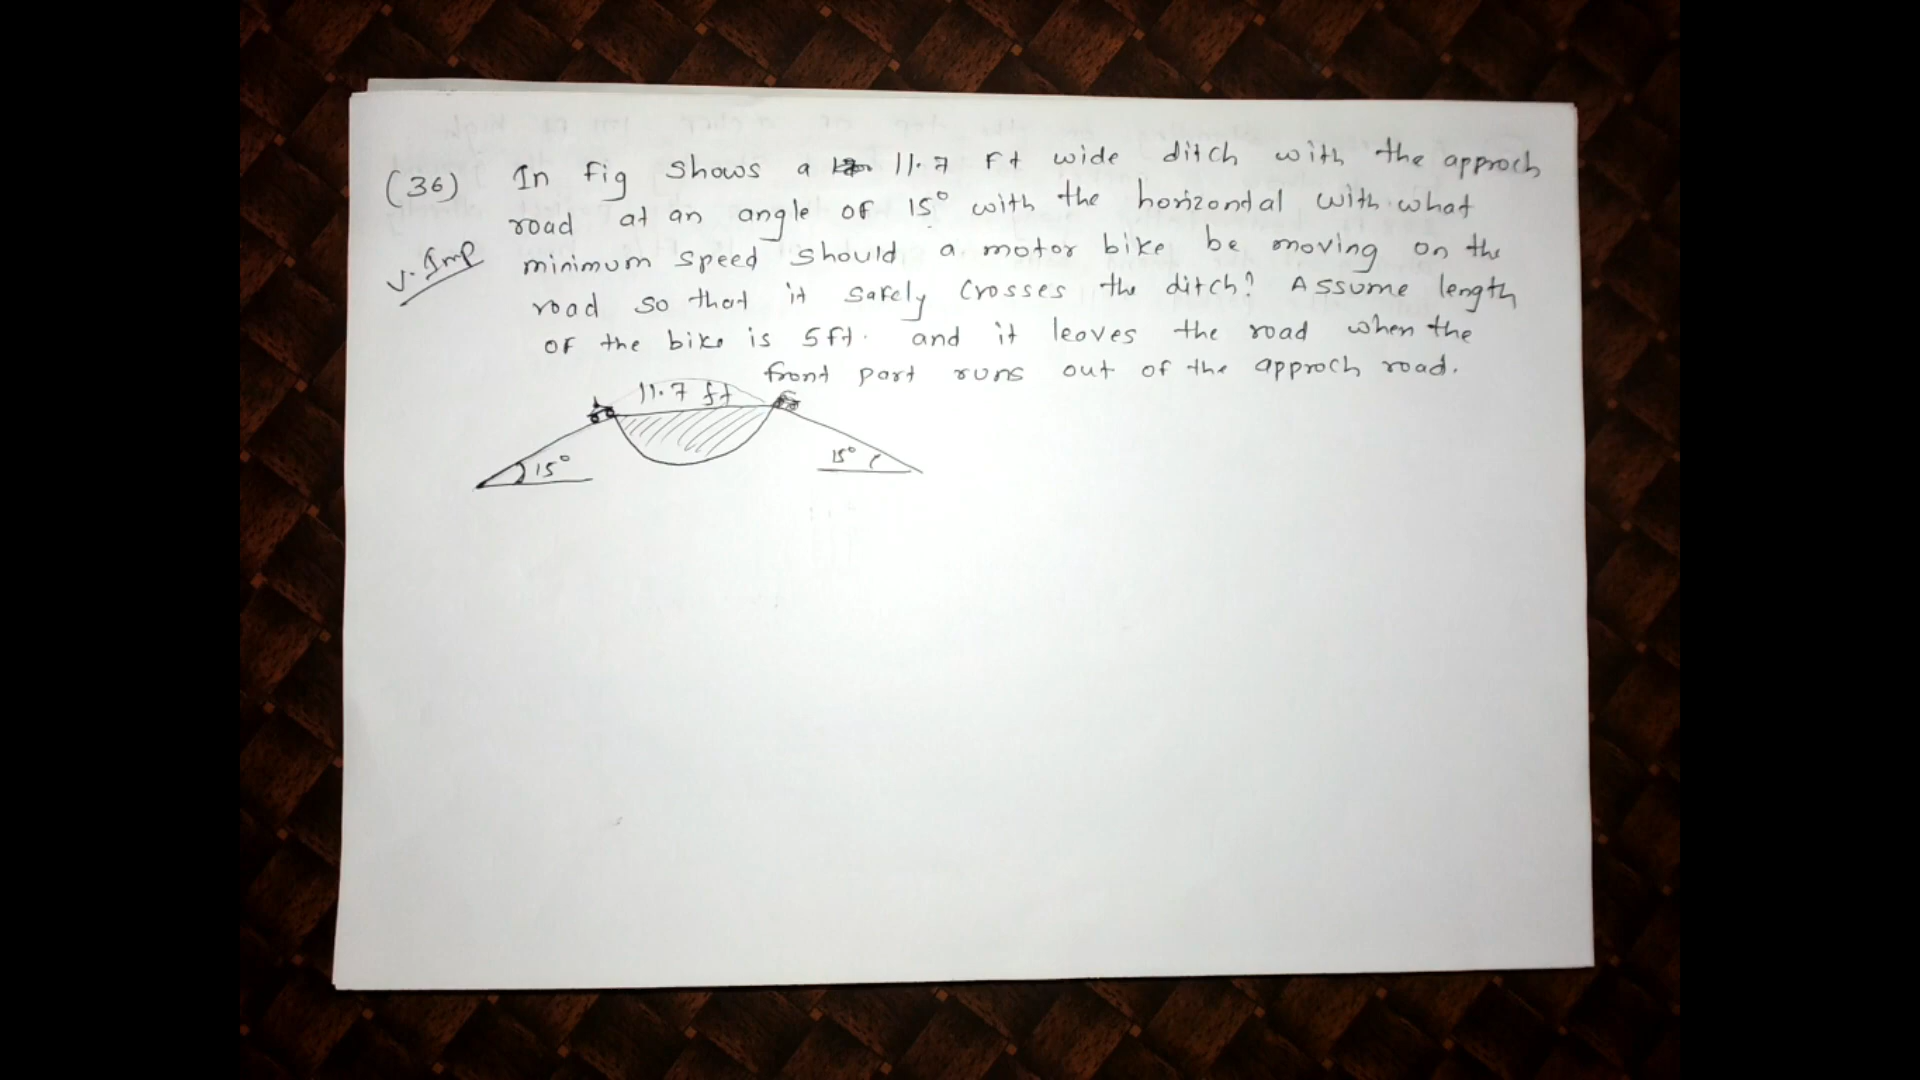 (36) In fig shows a 11.7 ft wide ditch with the approch
road at an angle of 15° with the horizontal with what
V. Imp minimum speed should a motor bike be moving on the
road so that it safely crosses the ditch? Assume length
of the bike is 5ft. and it leaves the road when the
front part runs out of the approch road.
11.7 ft
15°
15°